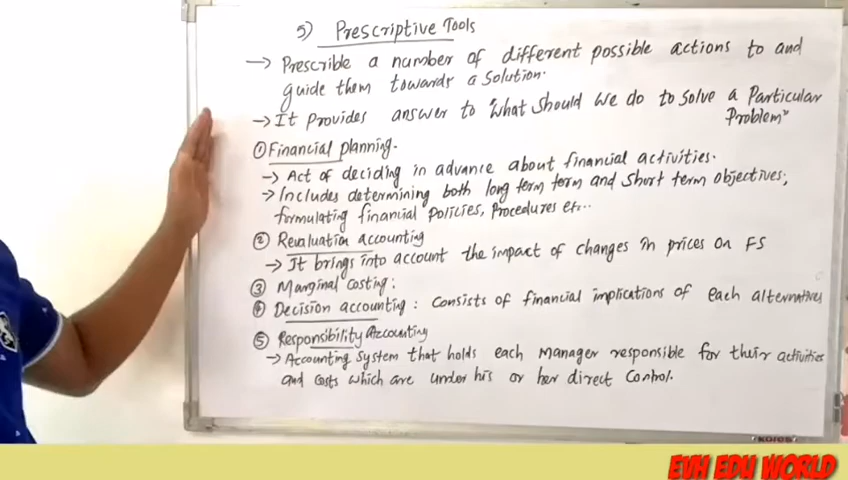 5) Prescriptive Tools
→ Prescrible a number of different possible actions to and
guide them towards a solution.
→ It provides answer to "What should we do to solve a Particular
Problem"
① Financial planning.
→ Act of deciding in advance about financial activities.
→ Includes determining both long term term and short term objectives;
formulating financial policies, Procedures etc...
② Revaluation accounting
→ It brings into account the impact of changes in prices on FS
③ Marginal costing:
④ Decision accounting: consists of financial implications of each alternatives
⑤ Responsibility Accounting
→ Accounting system that holds each manager responsible for their activities
and costs which are under his or her direct control.
KORES
EVH EDU WORLD